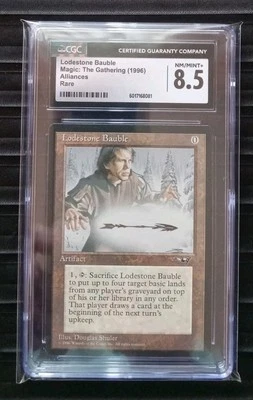 CGC
CERTIFIED GUARANTY COMPANY
Lodestone Bauble
Magic: The Gathering (1996)
Alliances
Rare
NM/MINT+
8.5
Lodestone Bauble
Artifact
1, : Sacrifice Lodestone Bauble
to put up to four target basic lands
from any player's graveyard on top
of his or her library in any order.
That player draws a card at the
beginning of the next turn's
upkeep.
Illus. Douglas Shuler